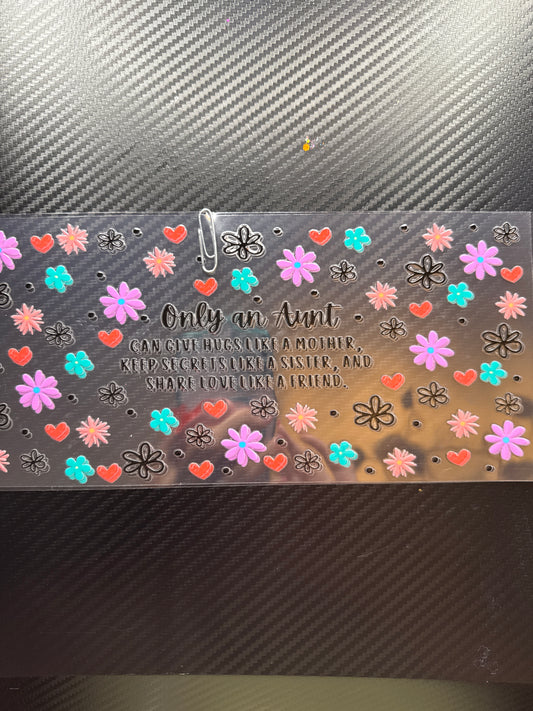 Only an Aunt
CAN GIVE HUGS LIKE A MOTHER,
KEEP SECRETS LIKE A SISTER, AND
SHARE LOVE LIKE A FRIEND.